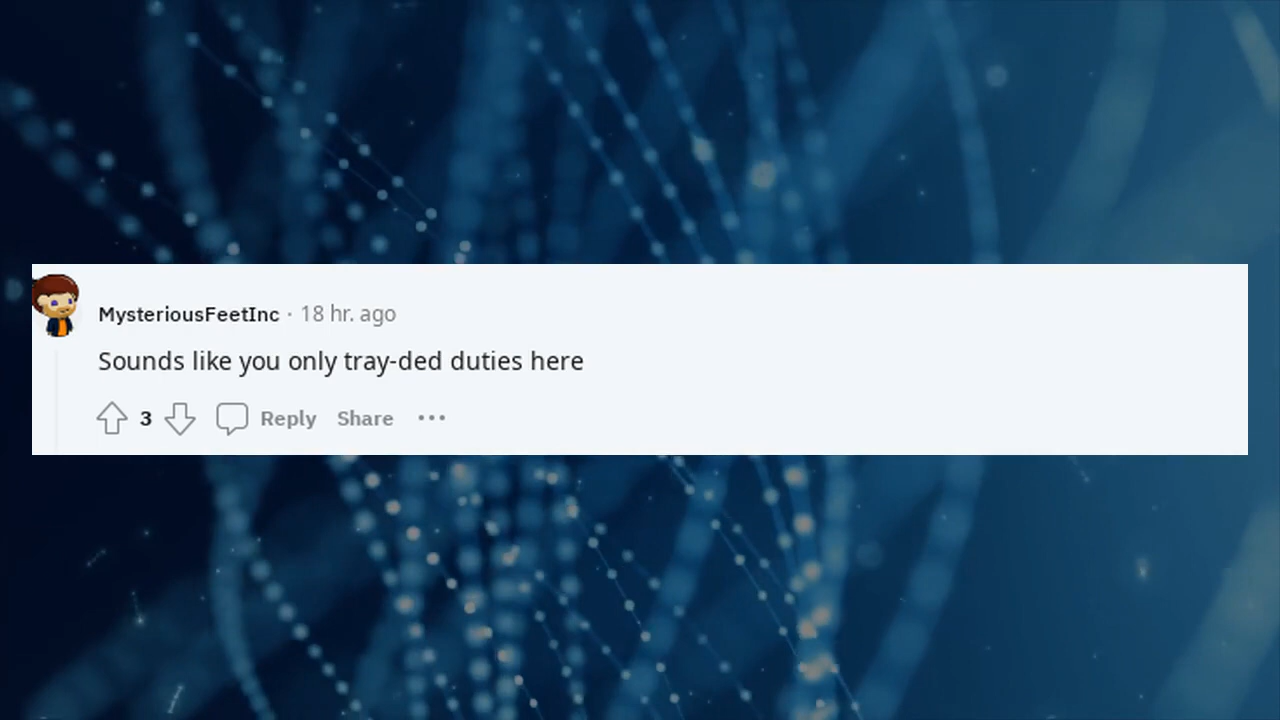 MysteriousFeetInc · 18 hr. ago
Sounds like you only tray-ded duties here
3 Reply Share ···